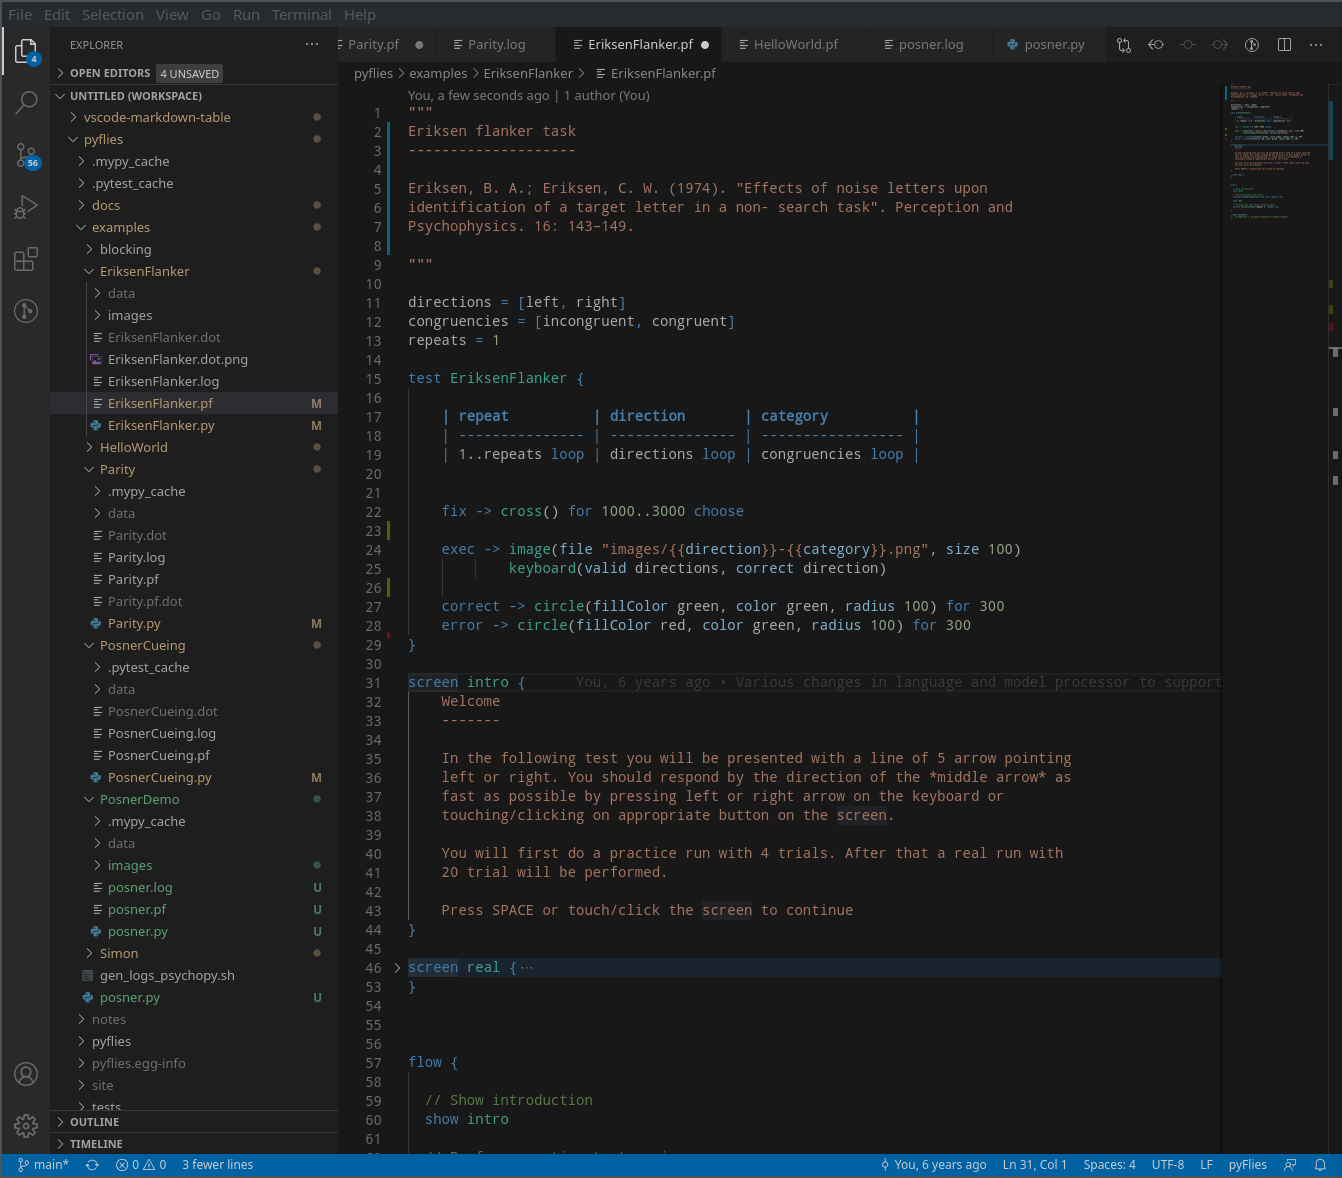 File Edit Selection View Go Run Terminal Help
EXPLORER ···
Parity.pf ● Parity.log EriksenFlanker.pf ● HelloWorld.pf posner.log posner.py ···
4
56
OPEN EDITORS 4 UNSAVED
UNTITLED (WORKSPACE)
vscode-markdown-table
pyflies
.mypy_cache
.pytest_cache
docs
examples
blocking
EriksenFlanker
data
images
EriksenFlanker.dot
EriksenFlanker.dot.png
EriksenFlanker.log
EriksenFlanker.pf M
EriksenFlanker.py M
HelloWorld
Parity
.mypy_cache
data
Parity.dot
Parity.log
Parity.pf
Parity.pf.dot
Parity.py M
PosnerCueing
.pytest_cache
data
PosnerCueing.dot
PosnerCueing.log
PosnerCueing.pf
PosnerCueing.py M
PosnerDemo
.mypy_cache
data
images
posner.log U
posner.pf U
posner.py U
Simon
gen_logs_psychopy.sh
posner.py U
notes
pyflies
pyflies.egg-info
site
tests
OUTLINE
TIMELINE
pyflies > examples > EriksenFlanker > EriksenFlanker.pf
You, a few seconds ago | 1 author (You)
1 """
2 Eriksen flanker task
3 --------------------
4
5 Eriksen, B. A.; Eriksen, C. W. (1974). "Effects of noise letters upon
6 identification of a target letter in a non- search task". Perception and
7 Psychophysics. 16: 143–149.
8
9 """
10
11 directions = [left, right]
12 congruencies = [incongruent, congruent]
13 repeats = 1
14
15 test EriksenFlanker {
16
17 | repeat | direction | category |
18 | --------------- | --------------- | ----------------- |
19 | 1..repeats loop | directions loop | congruencies loop |
20
21
22 fix -> cross() for 1000..3000 choose
23
24 exec -> image(file "images/{{direction}}-{{category}}.png", size 100)
25 keyboard(valid directions, correct direction)
26
27 correct -> circle(fillColor green, color green, radius 100) for 300
28 error -> circle(fillColor red, color green, radius 100) for 300
29 }
30
31 screen intro { You, 6 years ago • Various changes in language and model processor to support
32 Welcome
33 -------
34
35 In the following test you will be presented with a line of 5 arrow pointing
36 left or right. You should respond by the direction of the *middle arrow* as
37 fast as possible by pressing left or right arrow on the keyboard or
38 touching/clicking on appropriate button on the screen.
39
40 You will first do a practice run with 4 trials. After that a real run with
41 20 trial will be performed.
42
43 Press SPACE or touch/click the screen to continue
44 }
45
46 screen real { ···
53 }
54
55
56
57 flow {
58
59 // Show introduction
60 show intro
61
main* 0 0 3 fewer lines You, 6 years ago Ln 31, Col 1 Spaces: 4 UTF-8 LF pyFlies